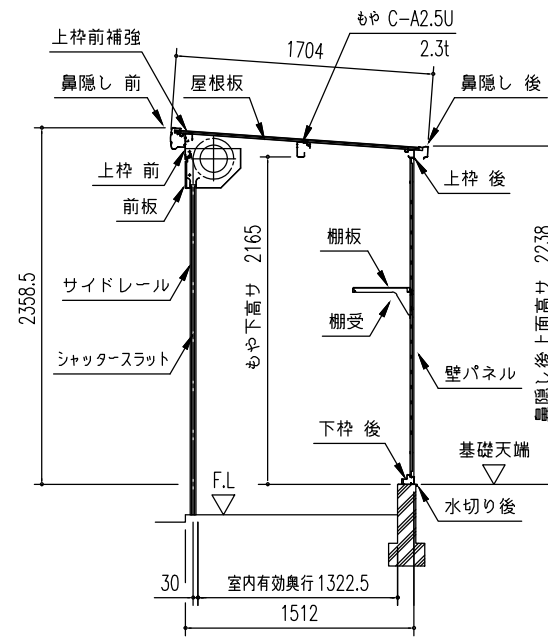 もや C-A2.5U
上枠前補強
1704
2.3t
鼻隠し 前
屋根板
鼻隠し 後
上枠 前
上枠 後
前板
2358.5
サイドレール
もや下高サ 2165
棚板
棚受
鼻隠し後上面高サ 2238
シャッタースラット
壁パネル
下枠 後
基礎天端
F.L
水切り後
30
室内有効奥行1322.5
1512